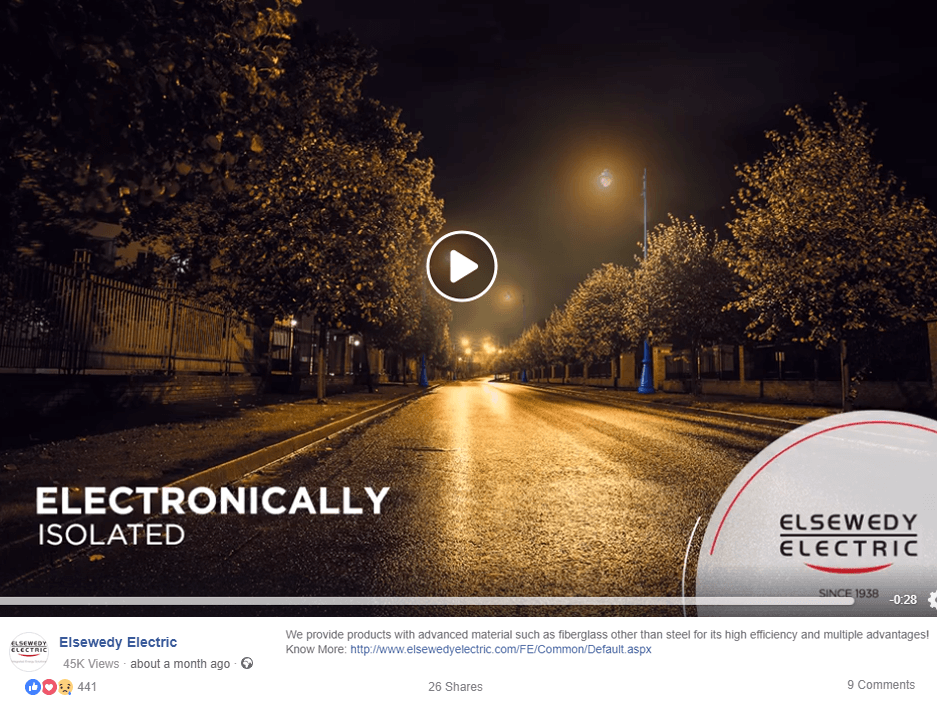 ELECTRONICALLY
ISOLATED
ELSEWEDY
ELECTRIC
SINCE 1938
-0:28
ELSEWEDY
ELECTRIC
Elsewedy Electric
45K Views · about a month ago ·
We provide products with advanced material such as fiberglass other than steel for its high efficiency and multiple advantages!
Know More: http://www.elsewedyelectric.com/FE/Common/Default.aspx
441
26 Shares
9 Comments